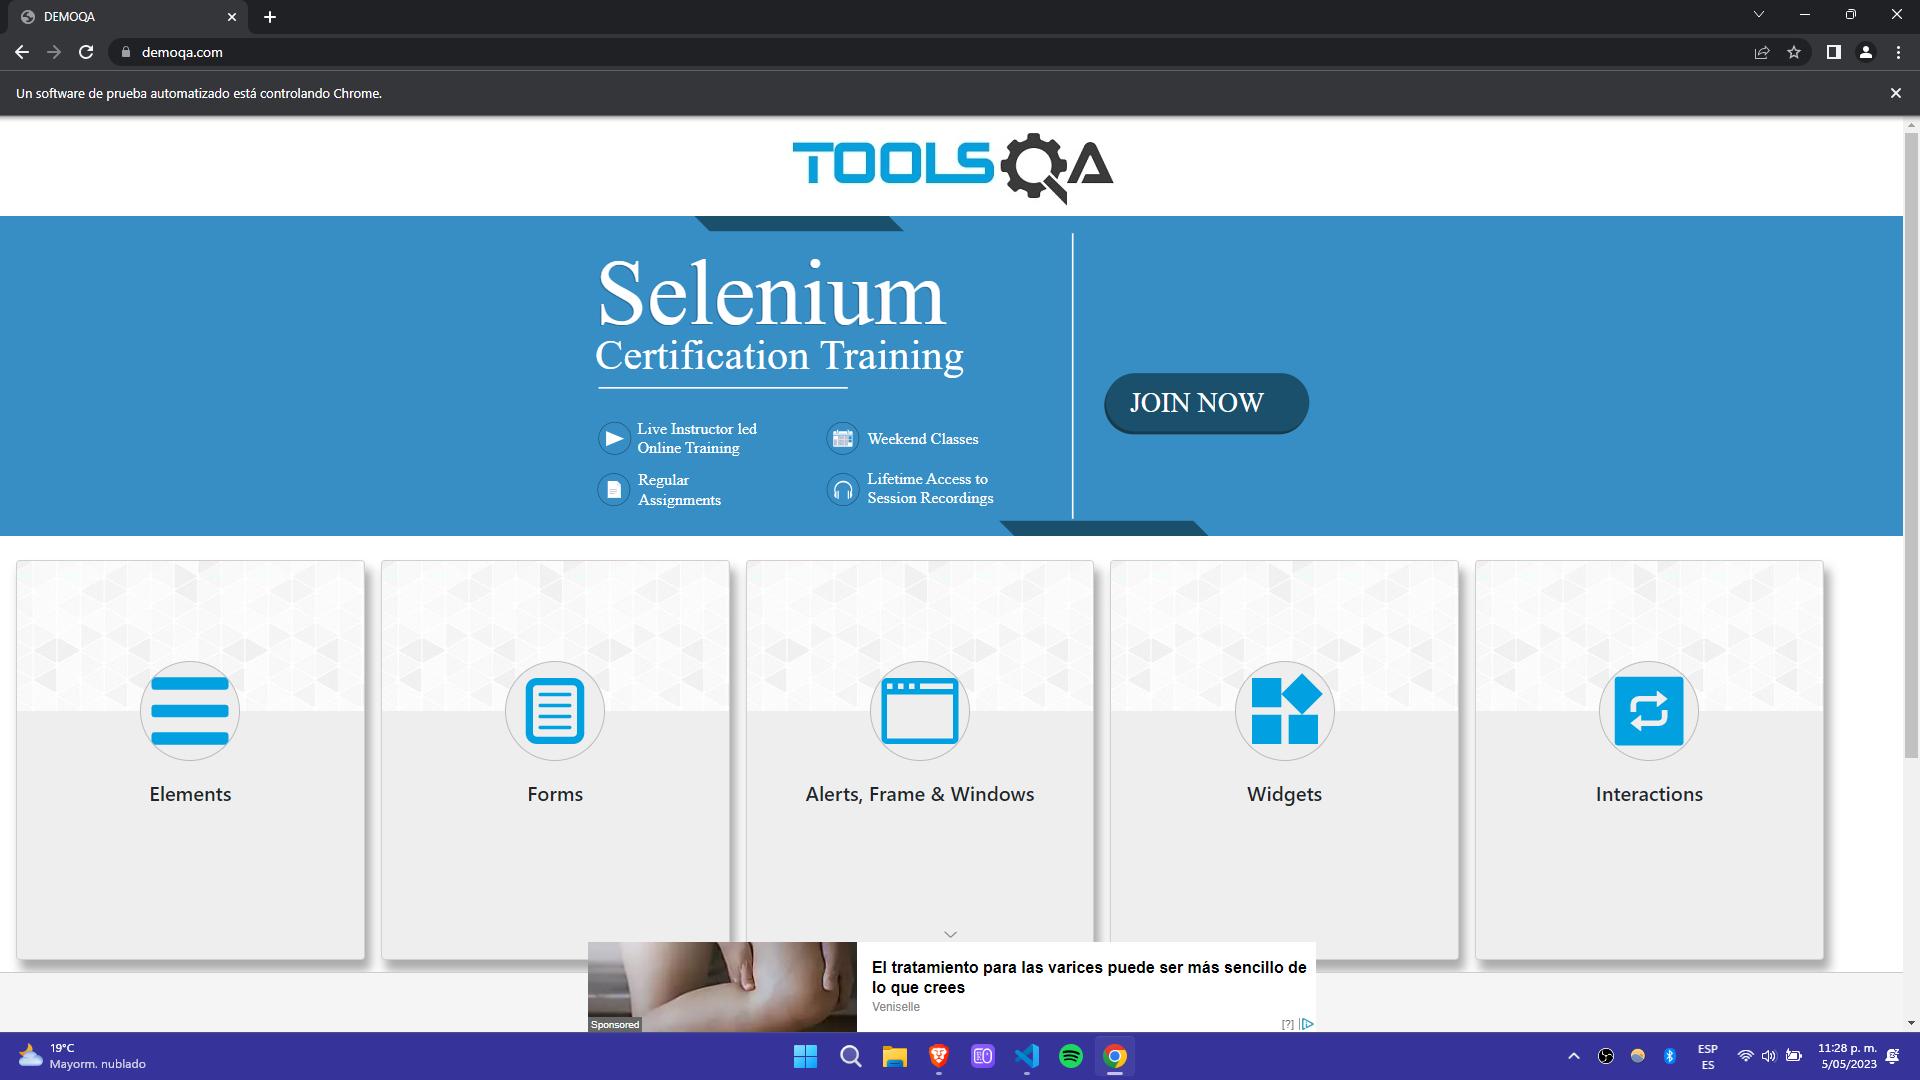 DEMOQA
demoqa.com
Un software de prueba automatizado está controlando Chrome.
TOOLSQA
Selenium
Certification Training
Live Instructor led
Online Training
Weekend Classes
Regular
Assignments
Lifetime Access to
Session Recordings
JOIN NOW
Elements
Forms
Alerts, Frame & Windows
Widgets
Interactions
El tratamiento para las varices puede ser más sencillo de
lo que crees
Veniselle
Sponsored
[?]
19°C
Mayorm. nublado
ESP
ES
11:28 p. m.
5/05/2023